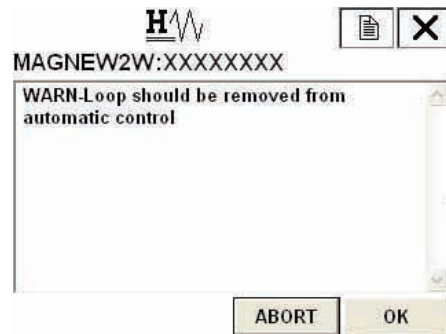 H
MAGNEW2W:XXXXXXXX
WARN-Loop should be removed from
automatic control
ABORT OK